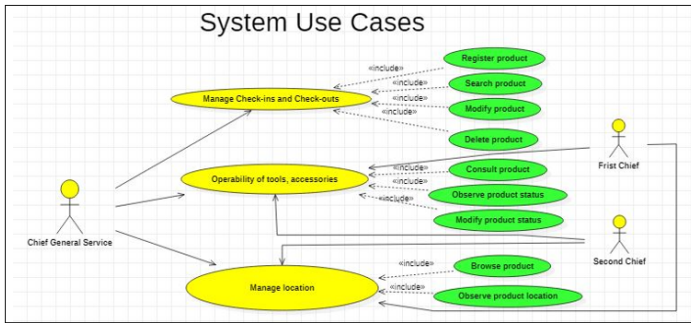 System Use Cases
Register product
«include»
Search product
«include»
Manage Check-ins and Check-outs
«include»
Modify product
«include»
Delete product
Frist Chief
«include»
Consult product
Operability of tools, accessories
«include»
Observe product status
«include»
Modify product status
Chief General Service
Second Chief
«include»
Browse product
Manage location
«include»
Observe product location